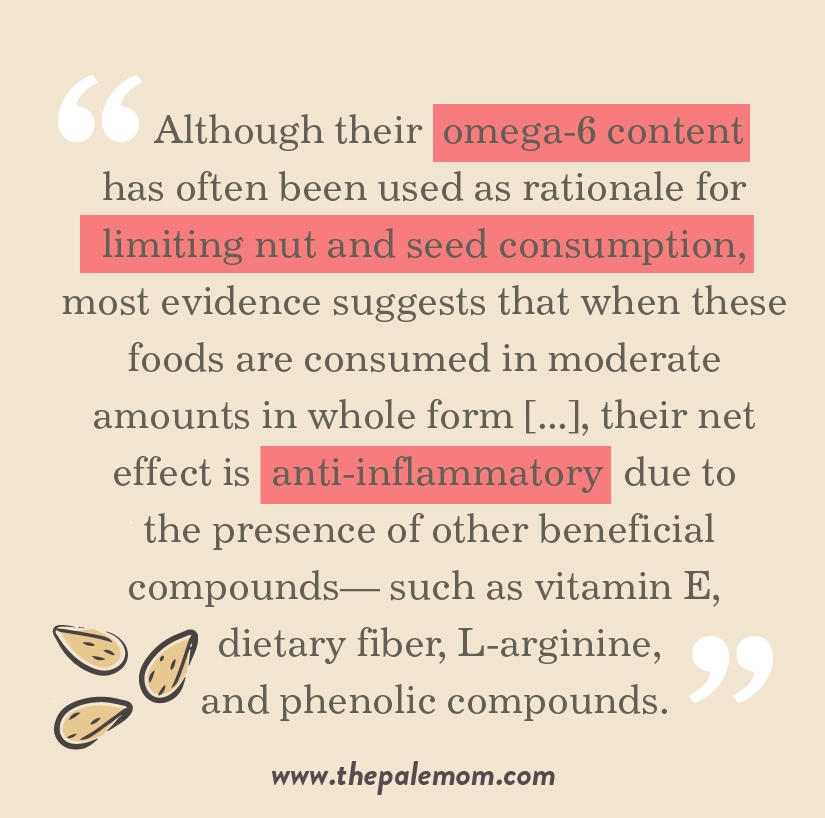 “Although their omega-6 content
has often been used as rationale for
limiting nut and seed consumption,
most evidence suggests that when these
foods are consumed in moderate
amounts in whole form [...], their net
effect is anti-inflammatory due to
the presence of other beneficial
compounds— such as vitamin E,
dietary fiber, L-arginine,
and phenolic compounds.”
www.thepalemom.com